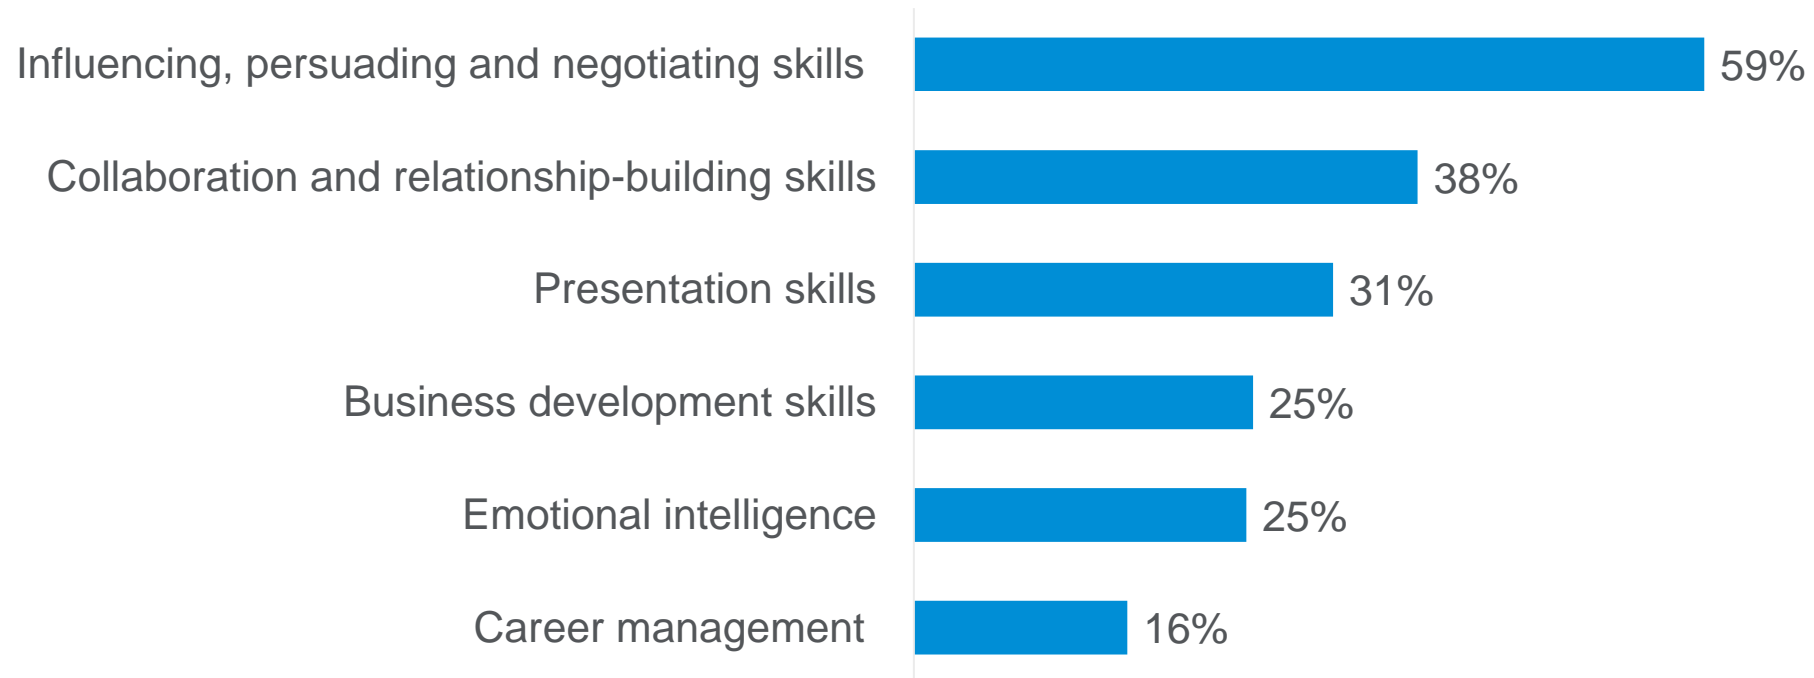 Influencing, persuading and negotiating skills 59%
Collaboration and relationship-building skills 38%
Presentation skills 31%
Business development skills 25%
Emotional intelligence 25%
Career management 16%